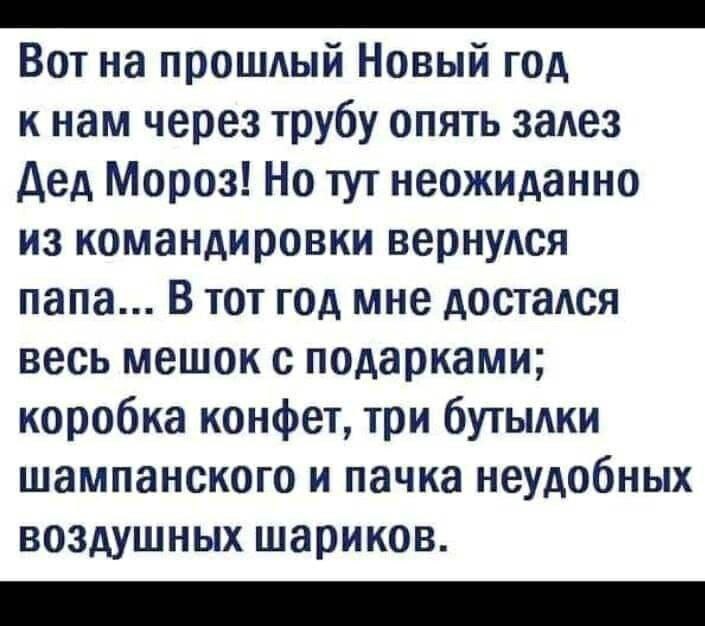 Вот на прошлый Новый год
к нам через трубу опять залез
Дед Мороз! Но тут неожиданно
из командировки вернулся
папа... В тот год мне достался
весь мешок с подарками;
коробка конфет, три бутылки
шампанского и пачка неудобных
воздушных шариков.